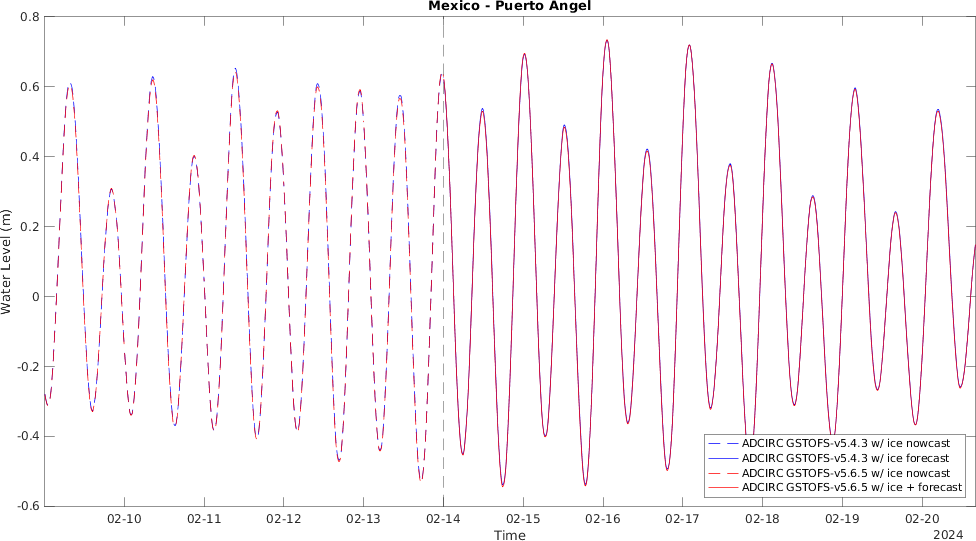 Mexico - Puerto Angel
Water Level (m)
0.8
0.6
0.4
0.2
0
-0.2
-0.4
-0.6
02-10 02-11 02-12 02-13 02-14 02-15 02-16 02-17 02-18 02-19 02-20
Time
2024
ADCIRC GSTOFS-v5.4.3 w/ ice nowcast
ADCIRC GSTOFS-v5.4.3 w/ ice forecast
ADCIRC GSTOFS-v5.6.5 w/ ice nowcast
ADCIRC GSTOFS-v5.6.5 w/ ice + forecast